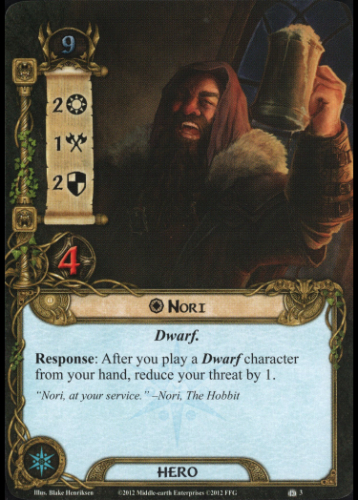 9
2
1
2
4
Nori
Dwarf.
Response: After you play a Dwarf character
from your hand, reduce your threat by 1.
“Nori, at your service.” –Nori, The Hobbit
HERO
Illus. Blake Henriksen
©2012 Middle-earth Enterprises ©2012 FFG
3